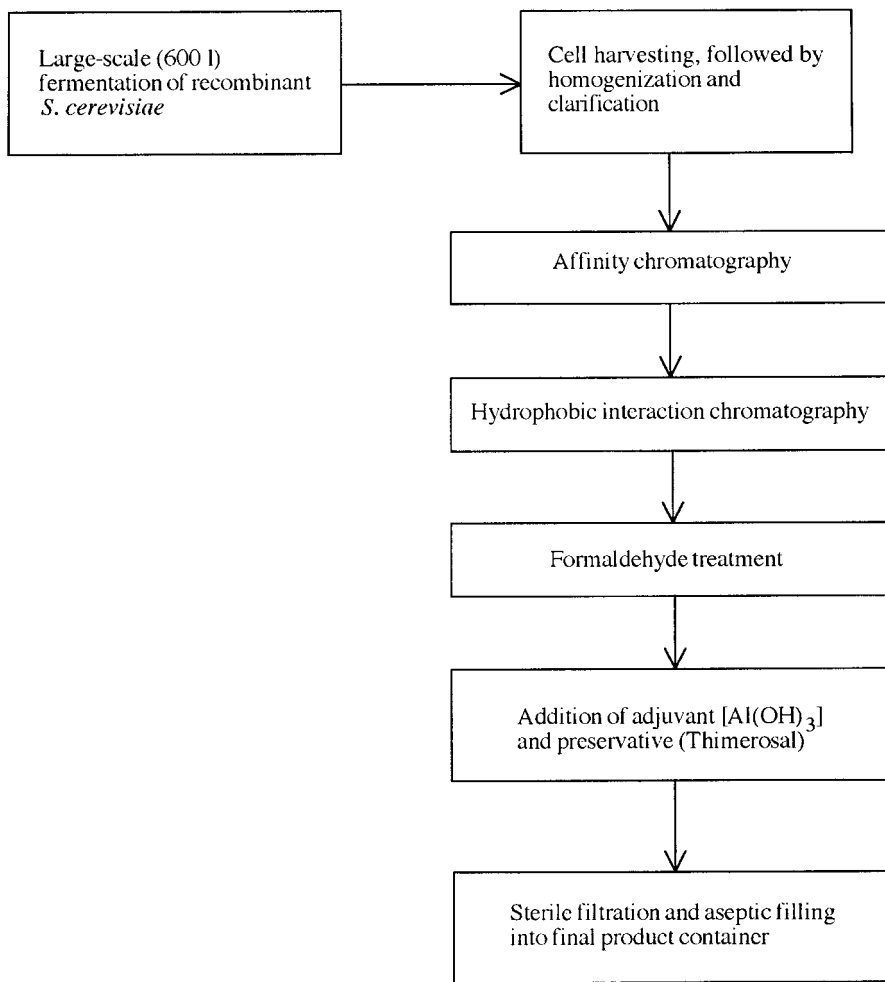 Large-scale (600 l)
fermentation of recombinant
S. cerevisiae
Cell harvesting, followed by
homogenization and
clarification
Affinity chromatography
Hydrophobic interaction chromatography
Formaldehyde treatment
Addition of adjuvant [Al(OH)3]
and preservative (Thimerosal)
Sterile filtration and aseptic filling
into final product container